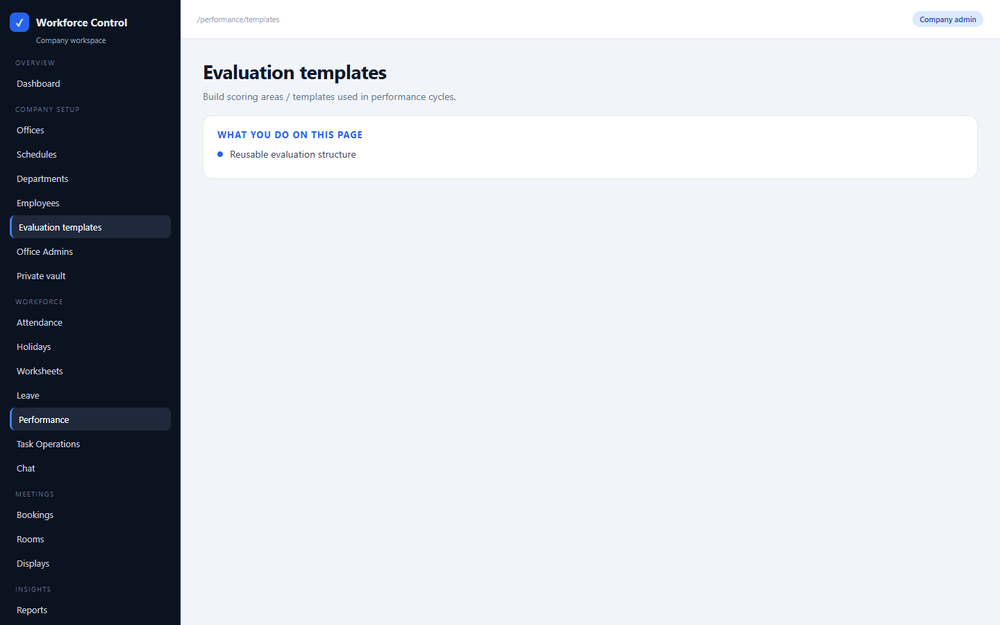 ✓ Workforce Control
Company workspace
OVERVIEW
Dashboard
COMPANY SETUP
Offices
Schedules
Departments
Employees
Evaluation templates
Office Admins
Private vault
WORKFORCE
Attendance
Holidays
Worksheets
Leave
Performance
Task Operations
Chat
MEETINGS
Bookings
Rooms
Displays
INSIGHTS
Reports
/performance/templates
Company admin
Evaluation templates
Build scoring areas / templates used in performance cycles.
WHAT YOU DO ON THIS PAGE
Reusable evaluation structure